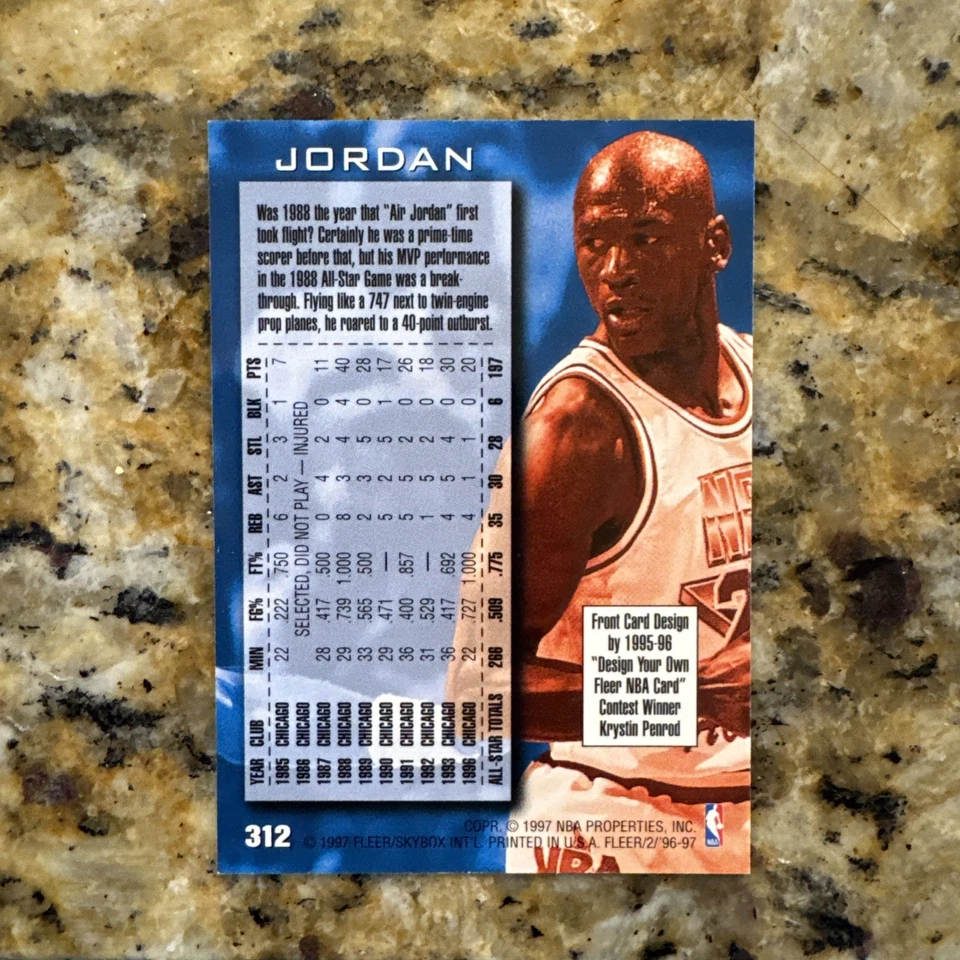 JORDAN
Was 1988 the year that "Air Jordan" first
took flight? Certainly he was a prime-time
scorer before that, but his MVP performance
in the 1988 All-Star Game was a break-
through. Flying like a 747 next to twin-engine
prop planes, he roared to a 40-point outburst.
YEAR CLUB MIN FG% FT% REB AST STL BLK PTS
1985 CHICAGO 22 .222 .750 6 2 3 1 7
1986 CHICAGO SELECTED, DID NOT PLAY — INJURED
1987 CHICAGO 28 .417 .500 0 4 2 0 11
1988 CHICAGO 29 .739 1.000 8 3 4 4 40
1989 CHICAGO 33 .565 .500 2 3 5 0 28
1990 CHICAGO 29 .471 — 5 2 5 1 17
1991 CHICAGO 36 .400 .857 5 5 2 0 26
1992 CHICAGO 31 .529 — 1 5 2 0 18
1993 CHICAGO 36 .417 .692 4 5 4 0 30
1996 CHICAGO 22 .727 1.000 4 1 1 0 20
ALL-STAR TOTALS 266 .509 .775 35 30 28 6 197
Front Card Design
by 1995-96
"Design Your Own
Fleer NBA Card"
Contest Winner
Krystin Penrod
312
COPR. © 1997 NBA PROPERTIES, INC.
© 1997 FLEER/SKYBOX INT'L. PRINTED IN U.S.A. FLEER/2/'96-97
NBA